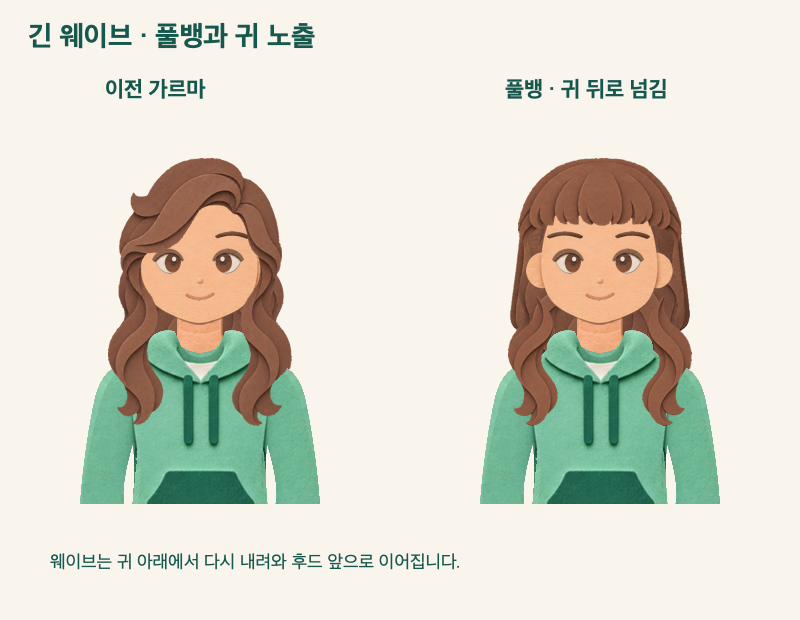 긴 웨이브 · 풀뱅과 귀 노출
이전 가르마
풀뱅 · 귀 뒤로 넘김
웨이브는 귀 아래에서 다시 내려와 후드 앞으로 이어집니다.